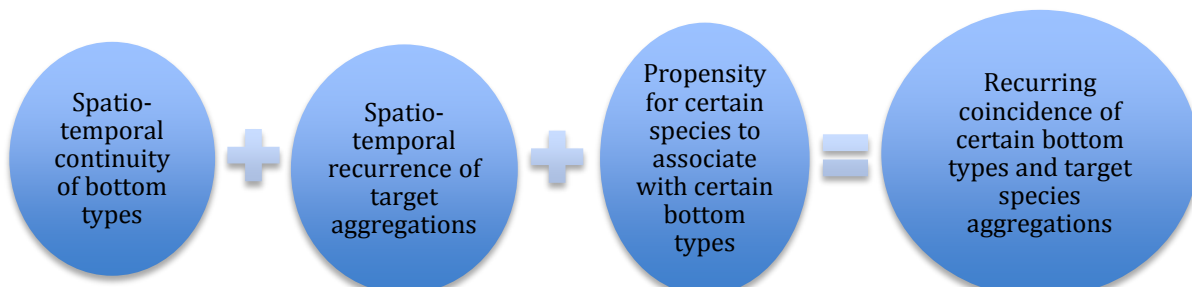 Spatio-
temporal
continuity
of bottom
types
Spatio-
temporal
recurrence of
target
aggregations
Propensity
for certain
species to
associate
with certain
bottom
types
Recurring
coincidence of
certain bottom
types and target
species
aggregations